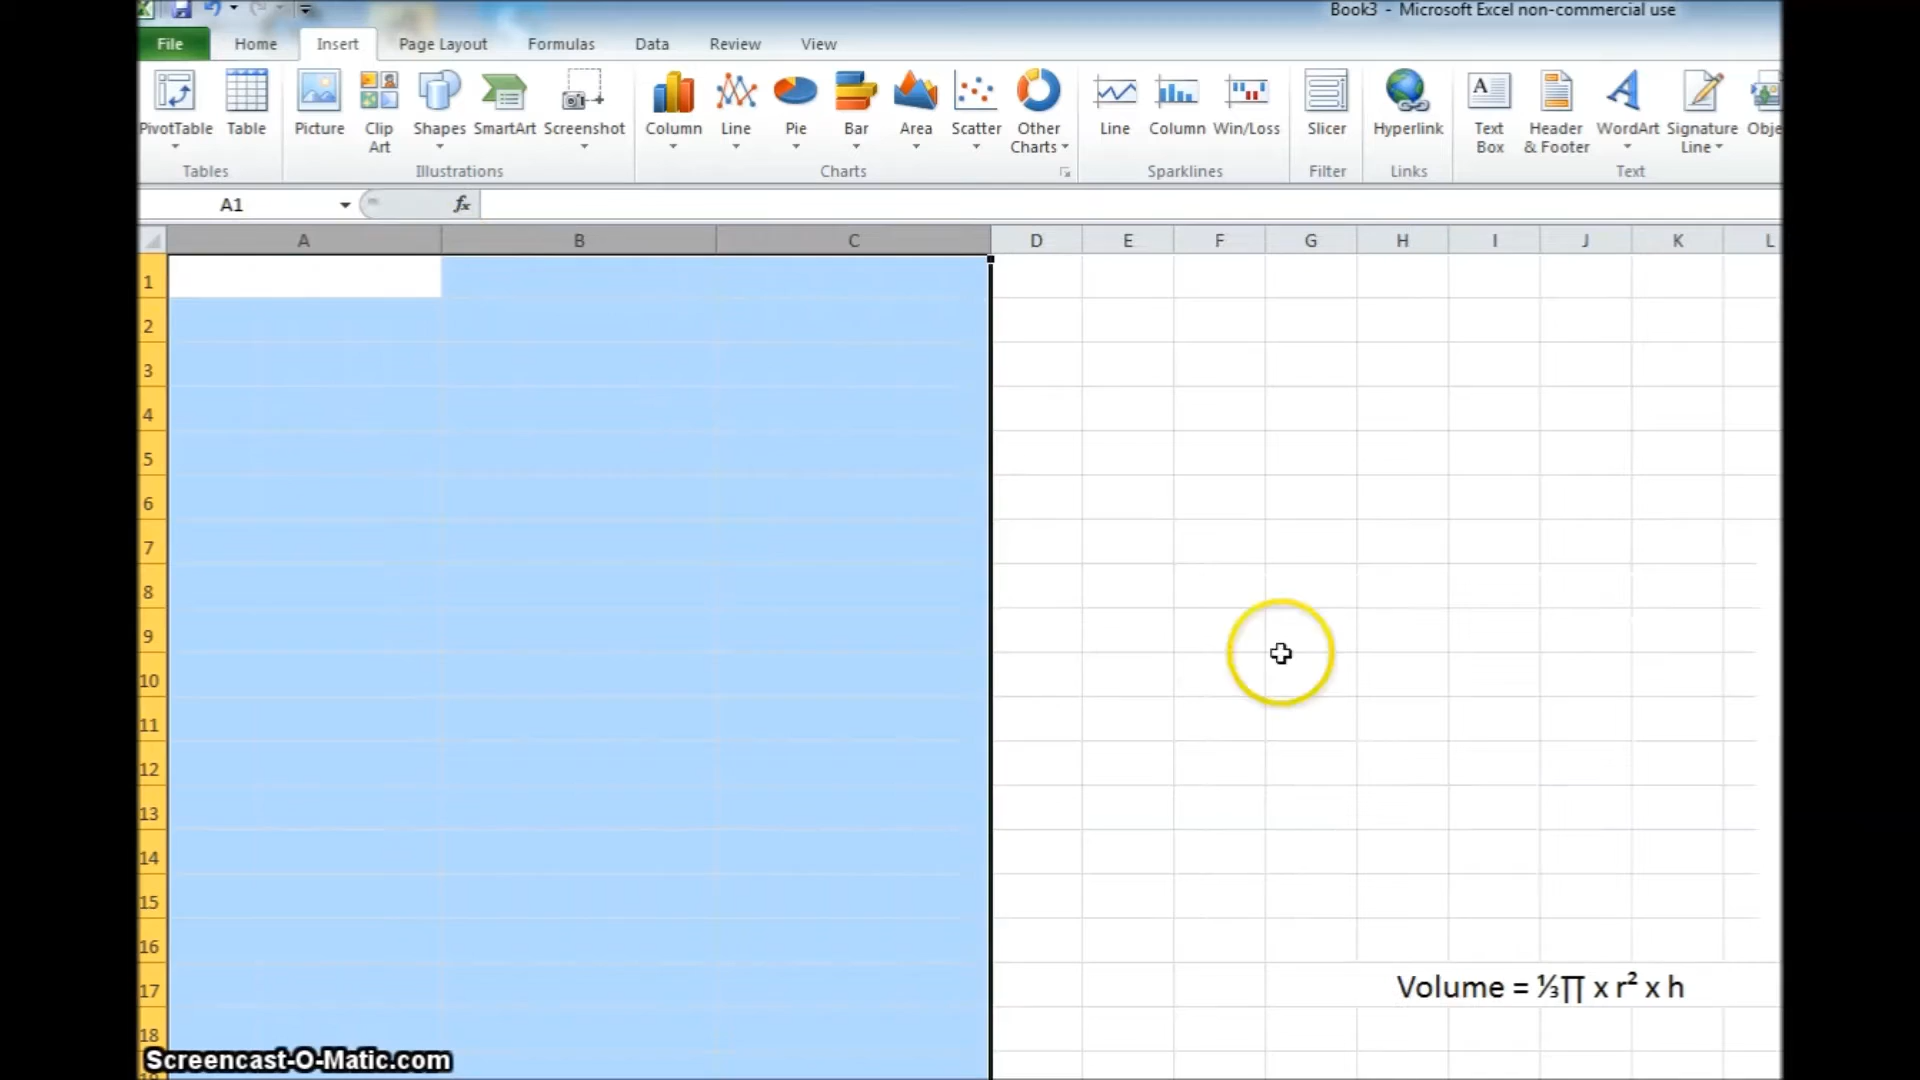 Book3 - Microsoft Excel non-commercial use
File Home Insert Page Layout Formulas Data Review View
PivotTable Table Picture Clip Art Shapes SmartArt Screenshot Column Line Pie Bar Area Scatter Other Charts Line Column Win/Loss Slicer Hyperlink Text Box Header & Footer WordArt Signature Line Obje
Tables Illustrations Charts Sparklines Filter Links Text
A1 fx
A B C D E F G H I J K L
1
2
3
4
5
6
7
8
9
10
11
12
13
14
15
16
17
Volume = ⅓∏ x r² x h
18
Screencast-O-Matic.com